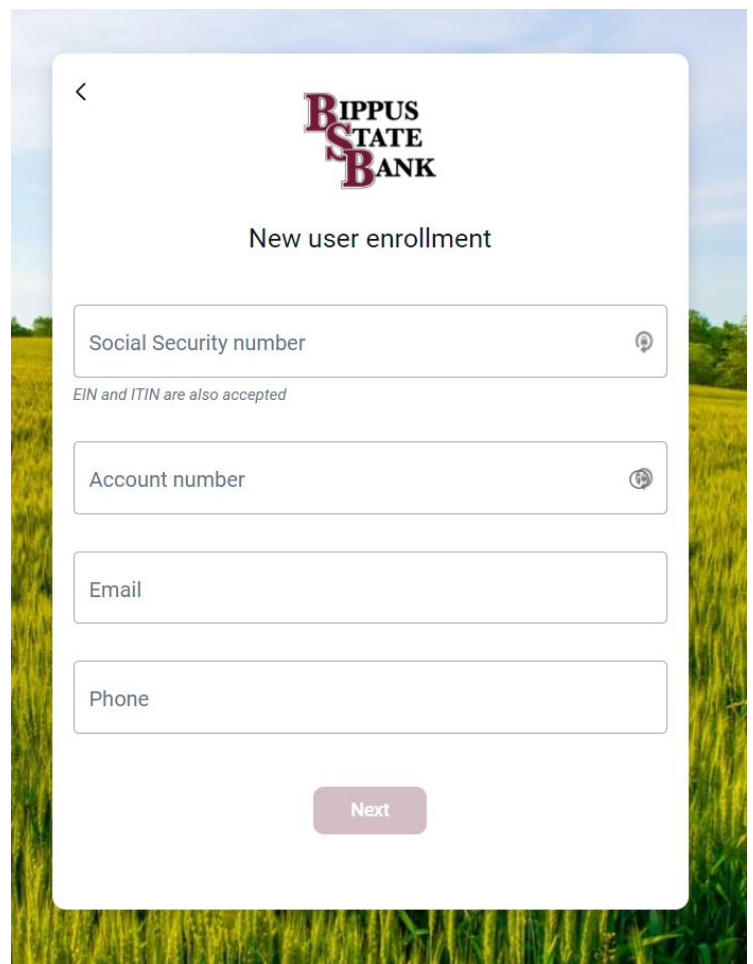 BIPPUS
STATE
BANK
New user enrollment
Social Security number
EIN and ITIN are also accepted
Account number
Email
Phone
Next